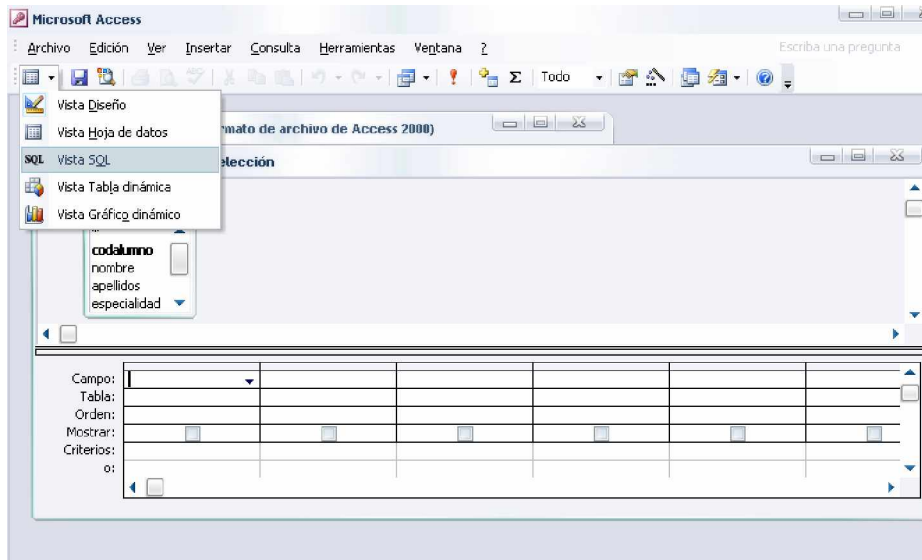 Microsoft Access
Archivo Edición Ver Insertar Consulta Herramientas Ventana ?
Escriba una pregunta
Todo
Vista Diseño
Vista Hoja de datos
SQL Vista SQL
Vista Tabla dinámica
Vista Gráfico dinámico
de archivo de Access 2000)
*
codalumno
nombre
apellidos
especialidad
Campo:
Tabla:
Orden:
Mostrar:
Criterios:
o: